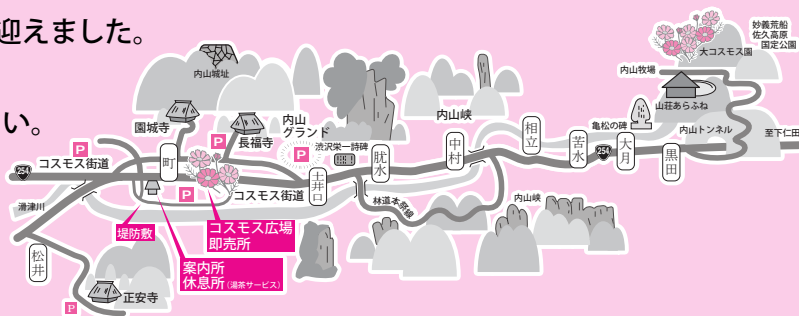 迎えました。
い。
内山城址
園城寺
長福寺
内山
グランド
渋沢栄一詩碑
内山峡
妙義荒船
佐久高原
国定公園
大コスモス園
内山牧場
山荘あらふね
亀松の碑
内山トンネル
至下仁田
P
P
P
P
P
254
コスモス街道
町
コスモス街道
土井口
肬水
中村
相立
苦水
254
大月
黒田
滑津川
松井
堤防敷
コスモス広場
即売所
案内所
休息所(湯茶サービス)
正安寺
林道本祭線
内山峡